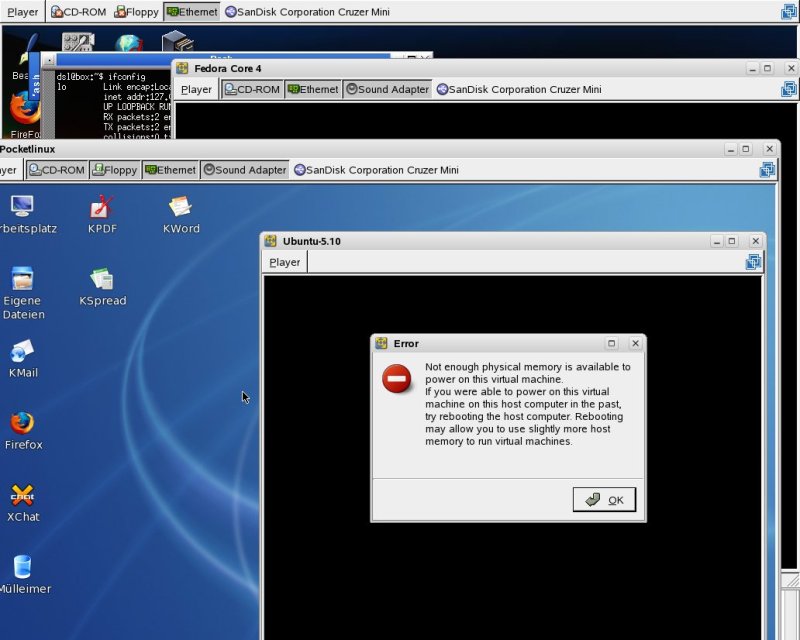 Player CD-ROM Floppy Ethernet SanDisk Corporation Cruzer Mini
dsl@box:~$ ifconfig
lo Link encap:Loca
inet addr:127.
UP LOOPBACK RUN
RX packets:2 e
TX packets:2 e
collisions:0 t
FireFox
Fedora Core 4
Player CD-ROM Ethernet Sound Adapter SanDisk Corporation Cruzer Mini
Pocketlinux
yer CD-ROM Floppy Ethernet Sound Adapter SanDisk Corporation Cruzer Mini
rbeitsplatz KPDF KWord
Eigene
Dateien
KSpread
KMail
Firefox
XChat
Mülleimer
Ubuntu-5.10
Player
Error
Not enough physical memory is available to
power on this virtual machine.
If you were able to power on this virtual
machine on this host computer in the past,
try rebooting the host computer. Rebooting
may allow you to use slightly more host
memory to run virtual machines.
OK